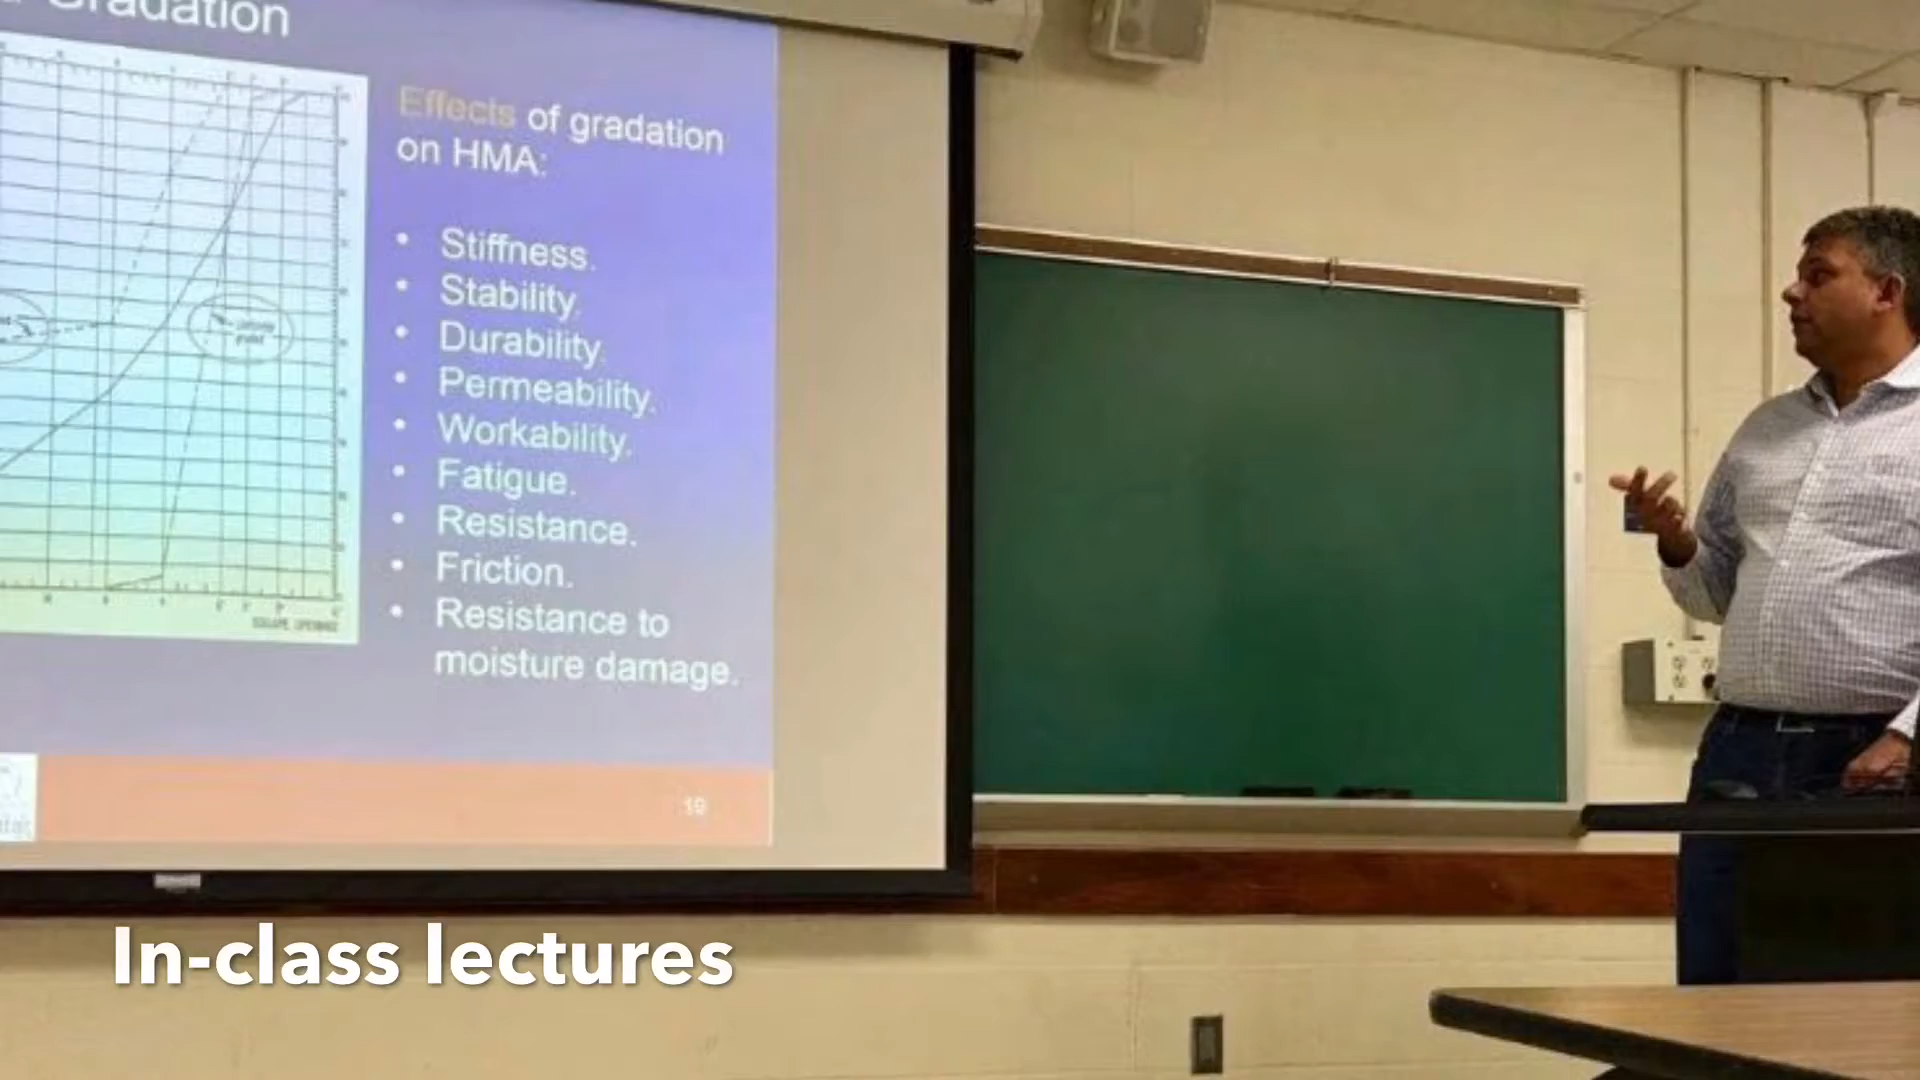 Gradation
Effects of gradation
on HMA:
• Stiffness.
• Stability.
• Durability.
• Permeability.
• Workability.
• Fatigue.
• Resistance.
• Friction.
• Resistance to
moisture damage.
19
In-class lectures